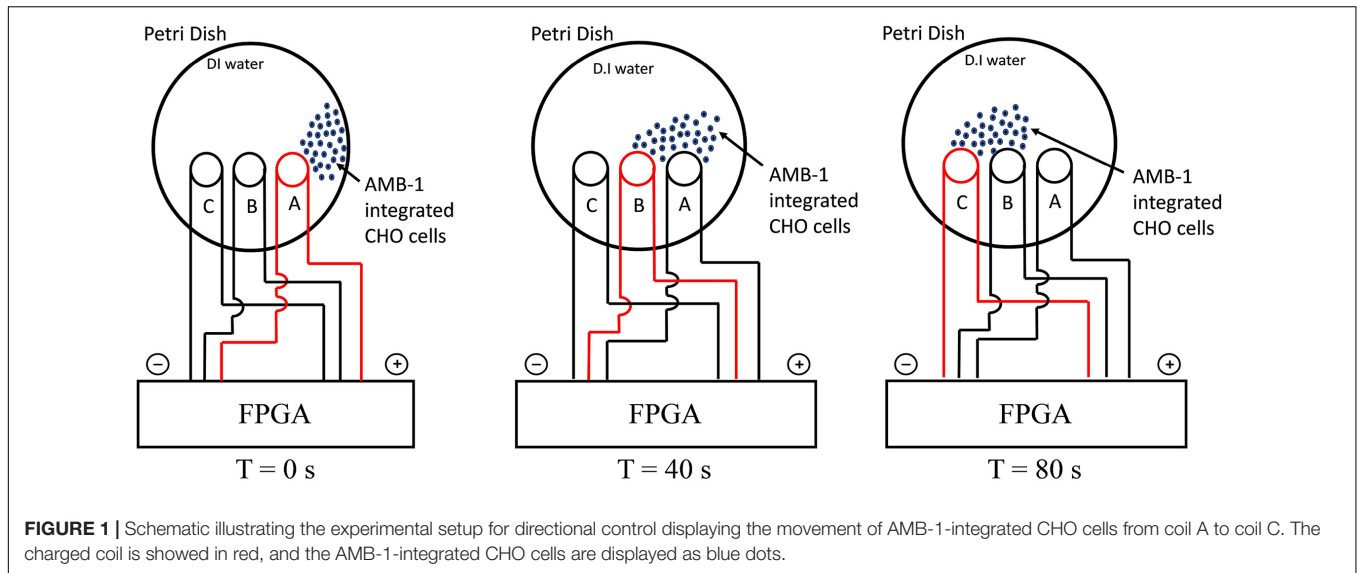 Petri Dish
DI water
C B A
AMB-1
integrated
CHO cells
− +
FPGA
T = 0 s
Petri Dish
D.I water
C B A
AMB-1
integrated
CHO cells
− +
FPGA
T = 40 s
Petri Dish
D.I water
C B A
AMB-1
integrated
CHO cells
− +
FPGA
T = 80 s
FIGURE 1 | Schematic illustrating the experimental setup for directional control displaying the movement of AMB-1-integrated CHO cells from coil A to coil C. The
charged coil is showed in red, and the AMB-1-integrated CHO cells are displayed as blue dots.